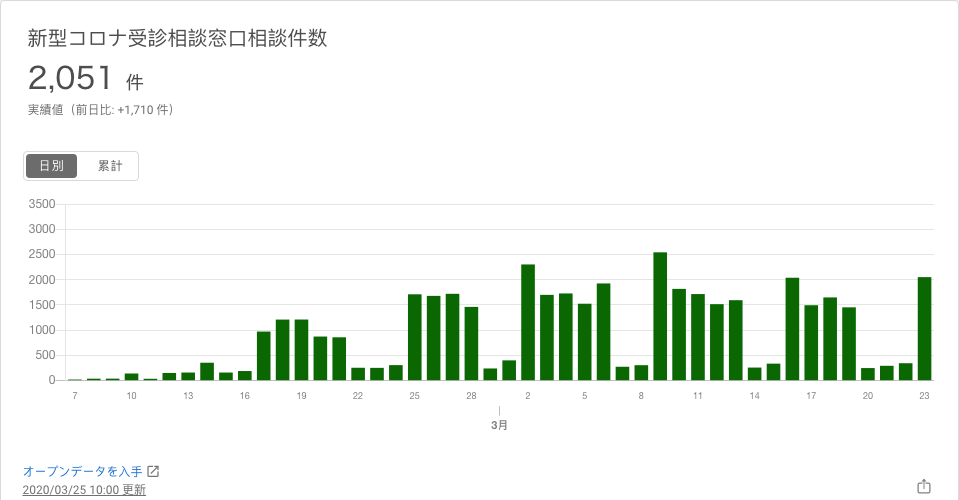 新型コロナ受診相談窓口相談件数
2,051 件
実績値（前日比: +1,710 件）
日別 累計
3500
3000
2500
2000
1500
1000
500
0
7 10 13 16 19 22 25 28 2 5 8 11 14 17 20 23
3月
オープンデータを入手
2020/03/25 10:00 更新